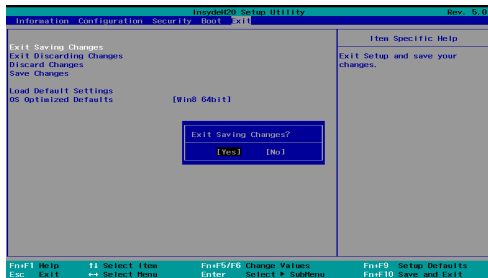 InsydeH20 Setup Utility Rev. 5.0
Information Configuration Security Boot Exit
Item Specific Help
Exit Saving Changes
Exit Discarding Changes
Discard Changes
Save Changes
Load Default Settings
OS Optimized Defaults [Win8 64bit]
Exit Setup and save your
changes.
Exit Saving Changes?
[Yes] [No]
Fn+F1 Help ↑↓ Select Item Fn+F5/F6 Change Values Fn+F9 Setup Defaults
Esc Exit ↔ Select Menu Enter Select ▶ SubMenu Fn+F10 Save and Exit